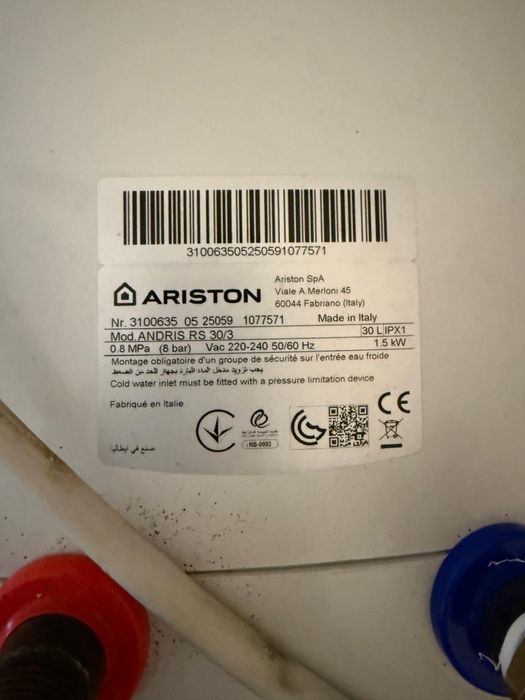 310063505250591077571
ARISTON
Ariston SpA
Viale A.Merloni 45
60044 Fabriano (Italy)
Nr. 3100635 05 25059 1077571 Made in Italy
Mod.ANDRIS RS 30/3 30 L IPX1
0.8 MPa (8 bar) Vac 220-240 50/60 Hz 1.5 kW
Montage obligatoire d'un groupe de sécurité sur l'entrée eau froide
يجب تزويد مدخل الماء البارد بجهاز الحد من الضغط
Cold water inlet must be fitted with a pressure limitation device
Fabriqué en Italie
CE
NB-0003
صنع في ايطاليا